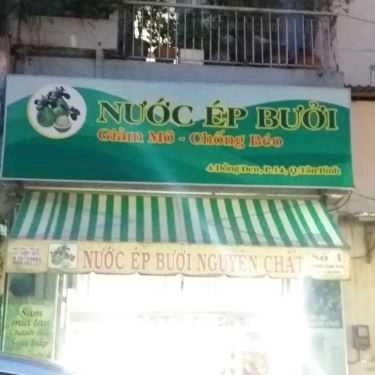 NƯỚC ÉP BƯỞI
Giảm Mỡ - Chống Béo
4 Đồng Đen, P.14, Q.Tân Bình
NƯỚC ÉP BƯỞI NGUYÊN CHẤT
SỐ 4
Sâm